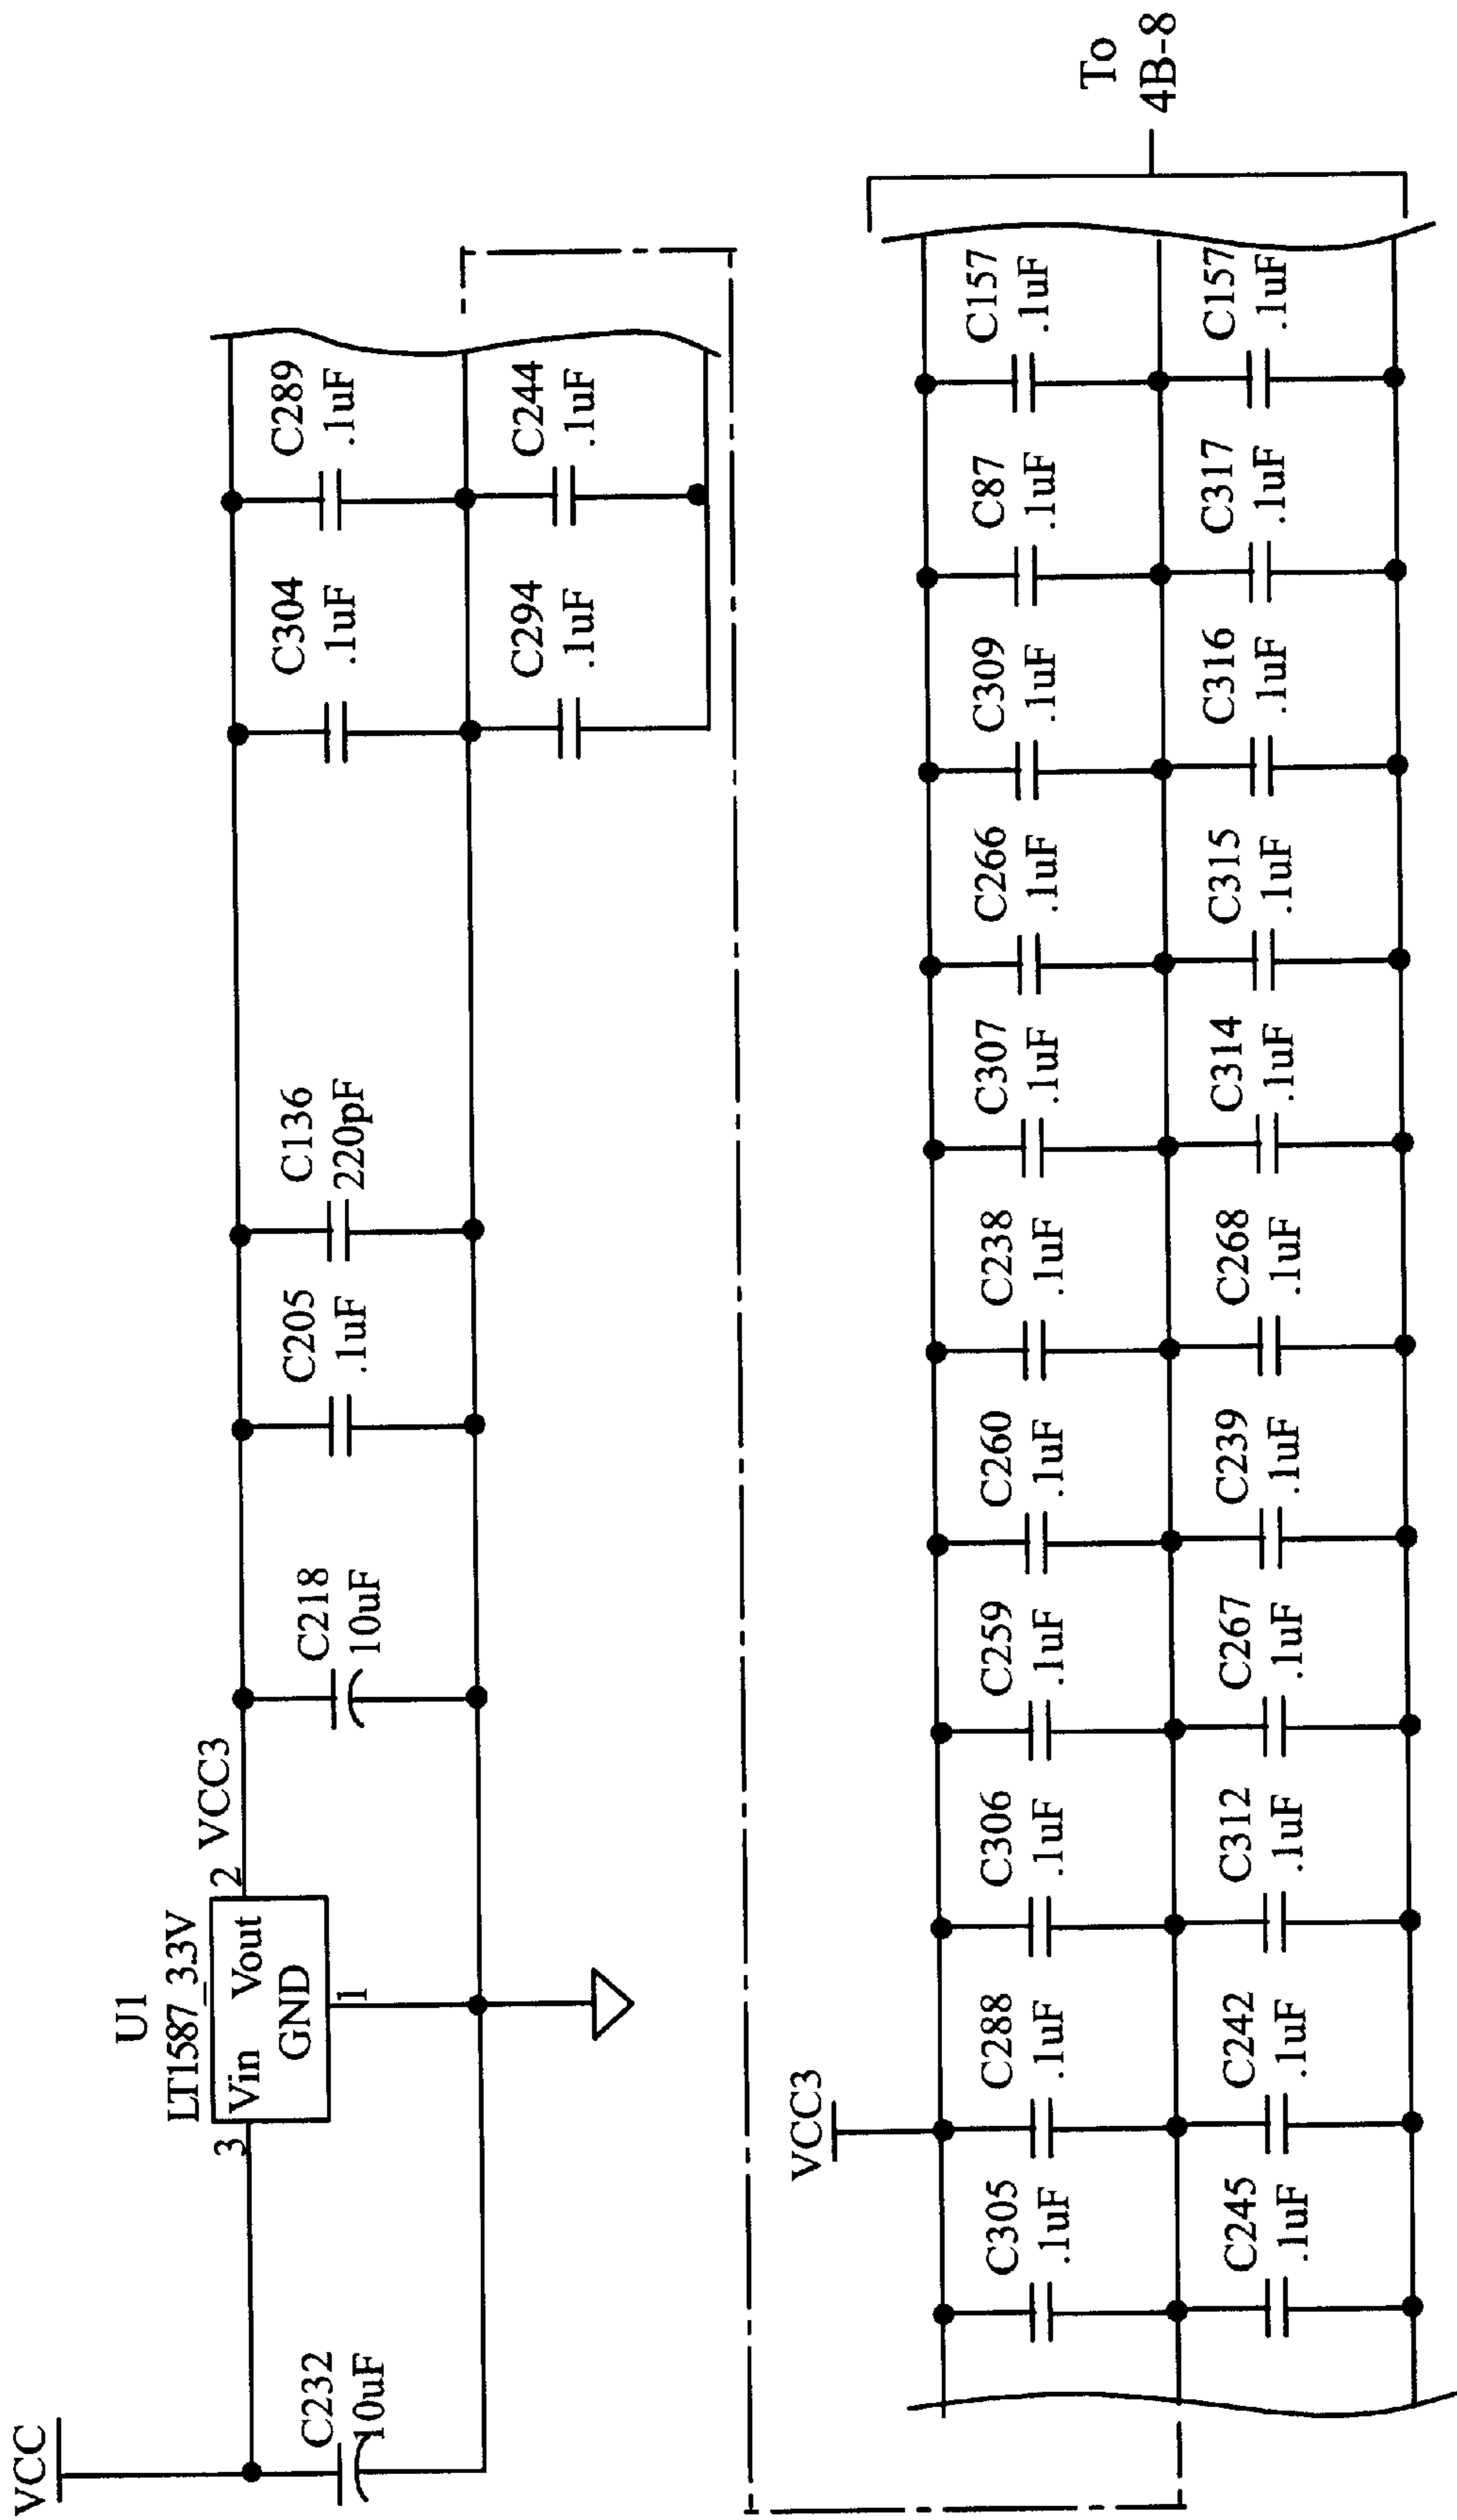 VCC
C232
10uF
U1
LT1587_3.3V
3
Vin Vout
GND
2
1
VCC3
C218
10uF
C205
.1uF
C136
220pF
C304
.1uF
C289
.1uF
C294
.1uF
C244
.1uF
VCC3
C305
.1uF
C288
.1uF
C306
.1uF
C259
.1uF
C260
.1uF
C238
.1uF
C307
.1uF
C266
.1uF
C309
.1uF
C87
.1uF
C157
.1uF
C245
.1uF
C242
.1uF
C312
.1uF
C267
.1uF
C239
.1uF
C268
.1uF
C314
.1uF
C315
.1uF
C316
.1uF
C317
.1uF
C157
.1uF
To
4B-8